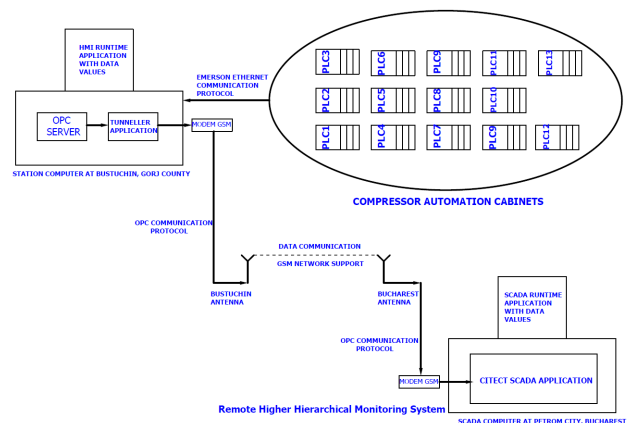 HMI RUNTIME
APPLICATION
WITH DATA
VALUES
EMERSON ETHERNET
COMMUNICATION
PROTOCOL
OPC
SERVER
TUNNELLER
APPLICATION
MODEM GSM
STATION COMPUTER AT BUSTUCHIN, GORJ COUNTY
PLC3
PLC6
PLC9
PLC11
PLC13
PLC2
PLC5
PLC8
PLC10
PLC1
PLC4
PLC7
PLC9
PLC12
COMPRESSOR AUTOMATION CABINETS
OPC COMMUNICATION
PROTOCOL
DATA COMMUNICATION
GSM NETWORK SUPPORT
BUSTUCHIN
ANTENNA
BUCHAREST
ANTENNA
SCADA RUNTIME
APPLICATION
WITH DATA
VALUES
OPC COMMUNICATION
PROTOCOL
MODEM GSM
CITECT SCADA APPLICATION
Remote Higher Hierarchical Monitoring System
SCADA COMPUTER AT PETROM CITY, BUCHAREST